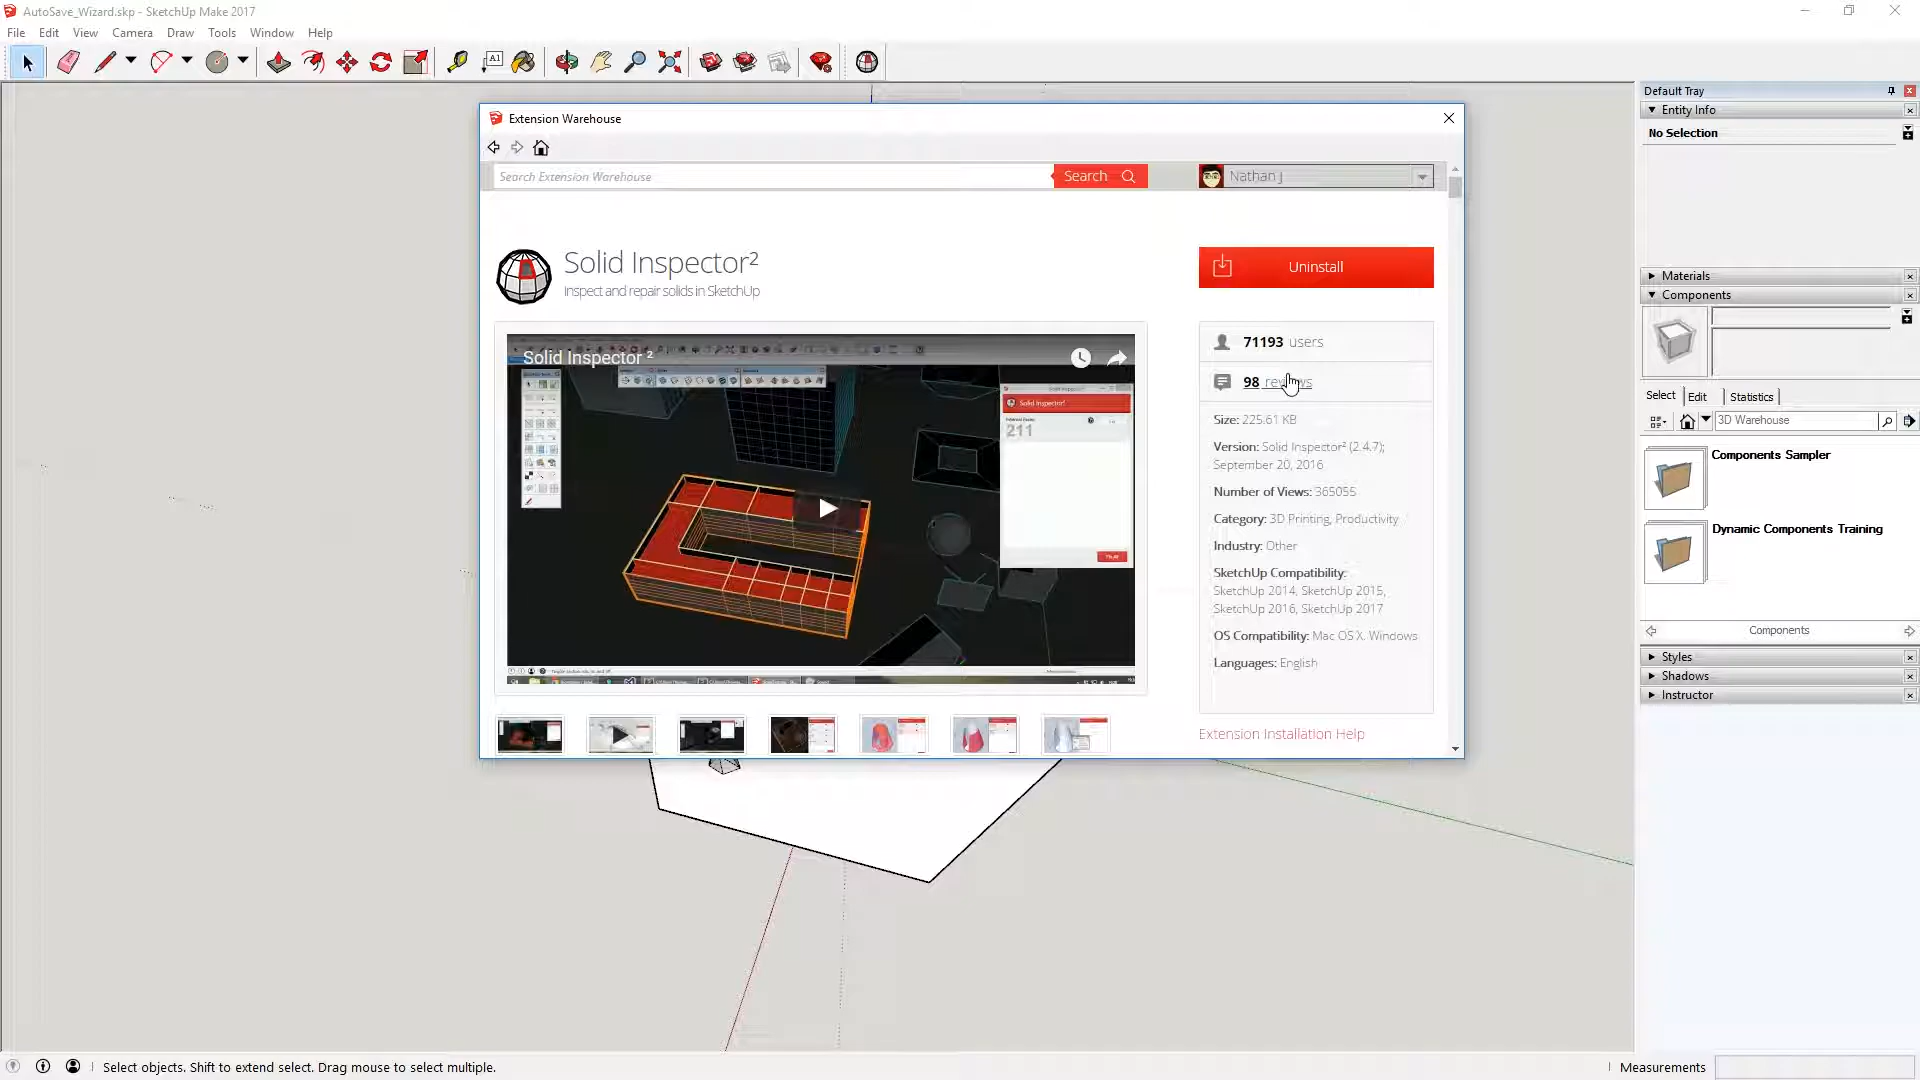 AutoSave_Wizard.skp - SketchUp Make 2017
File Edit View Camera Draw Tools Window Help
A1
Extension Warehouse
Search Extension Warehouse
Search
Nathan J
Solid Inspector²
Inspect and repair solids in SketchUp
Uninstall
Solid Inspector ²
Solid Inspector²
211
71193 users
98 reviews
Size: 225.61 KB
Version: Solid Inspector² (2.4.7);
September 20, 2016
Number of Views: 365055
Category: 3D Printing, Productivity
Industry: Other
SketchUp Compatibility:
SketchUp 2014, SketchUp 2015,
SketchUp 2016, SketchUp 2017
OS Compatibility: Mac OS X, Windows
Languages: English
Extension Installation Help
Default Tray
Entity Info
No Selection
Materials
Components
Select Edit Statistics
3D Warehouse
Components Sampler
Dynamic Components Training
Components
Styles
Shadows
Instructor
Select objects. Shift to extend select. Drag mouse to select multiple.
Measurements